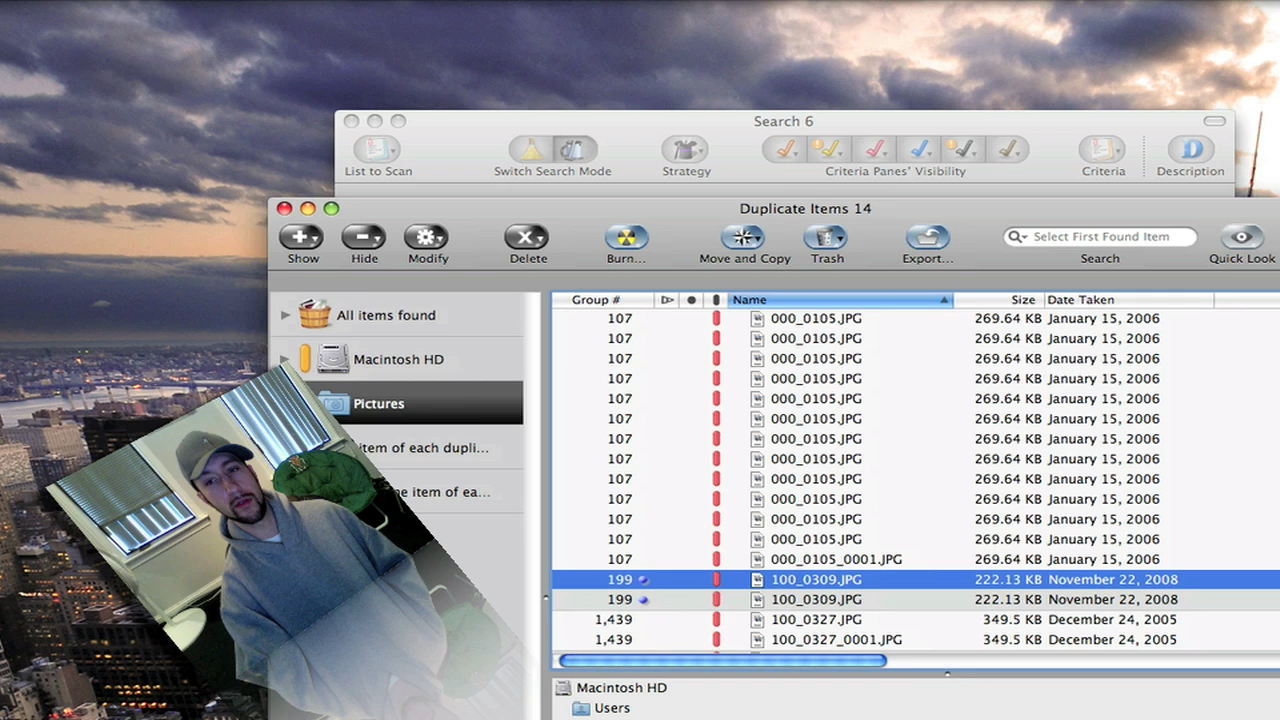 Search 6
List to Scan Switch Search Mode Strategy Criteria Panes' Visibility Criteria Description
Duplicate Items 14
Select First Found Item
Show Hide Modify Delete Burn... Move and Copy Trash Export... Search Quick Look
Group # Name Size Date Taken
All items found
Macintosh HD
Pictures
item of each dupli...
ne item of ea...
107 000_0105.JPG 269.64 KB January 15, 2006
107 000_0105.JPG 269.64 KB January 15, 2006
107 000_0105.JPG 269.64 KB January 15, 2006
107 000_0105.JPG 269.64 KB January 15, 2006
107 000_0105.JPG 269.64 KB January 15, 2006
107 000_0105.JPG 269.64 KB January 15, 2006
107 000_0105.JPG 269.64 KB January 15, 2006
107 000_0105.JPG 269.64 KB January 15, 2006
107 000_0105.JPG 269.64 KB January 15, 2006
107 000_0105.JPG 269.64 KB January 15, 2006
107 000_0105.JPG 269.64 KB January 15, 2006
107 000_0105.JPG 269.64 KB January 15, 2006
107 000_0105_0001.JPG 269.64 KB January 15, 2006
199 100_0309.JPG 222.13 KB November 22, 2008
199 100_0309.JPG 222.13 KB November 22, 2008
1,439 100_0327.JPG 349.5 KB December 24, 2005
1,439 100_0327_0001.JPG 349.5 KB December 24, 2005
Macintosh HD
Users